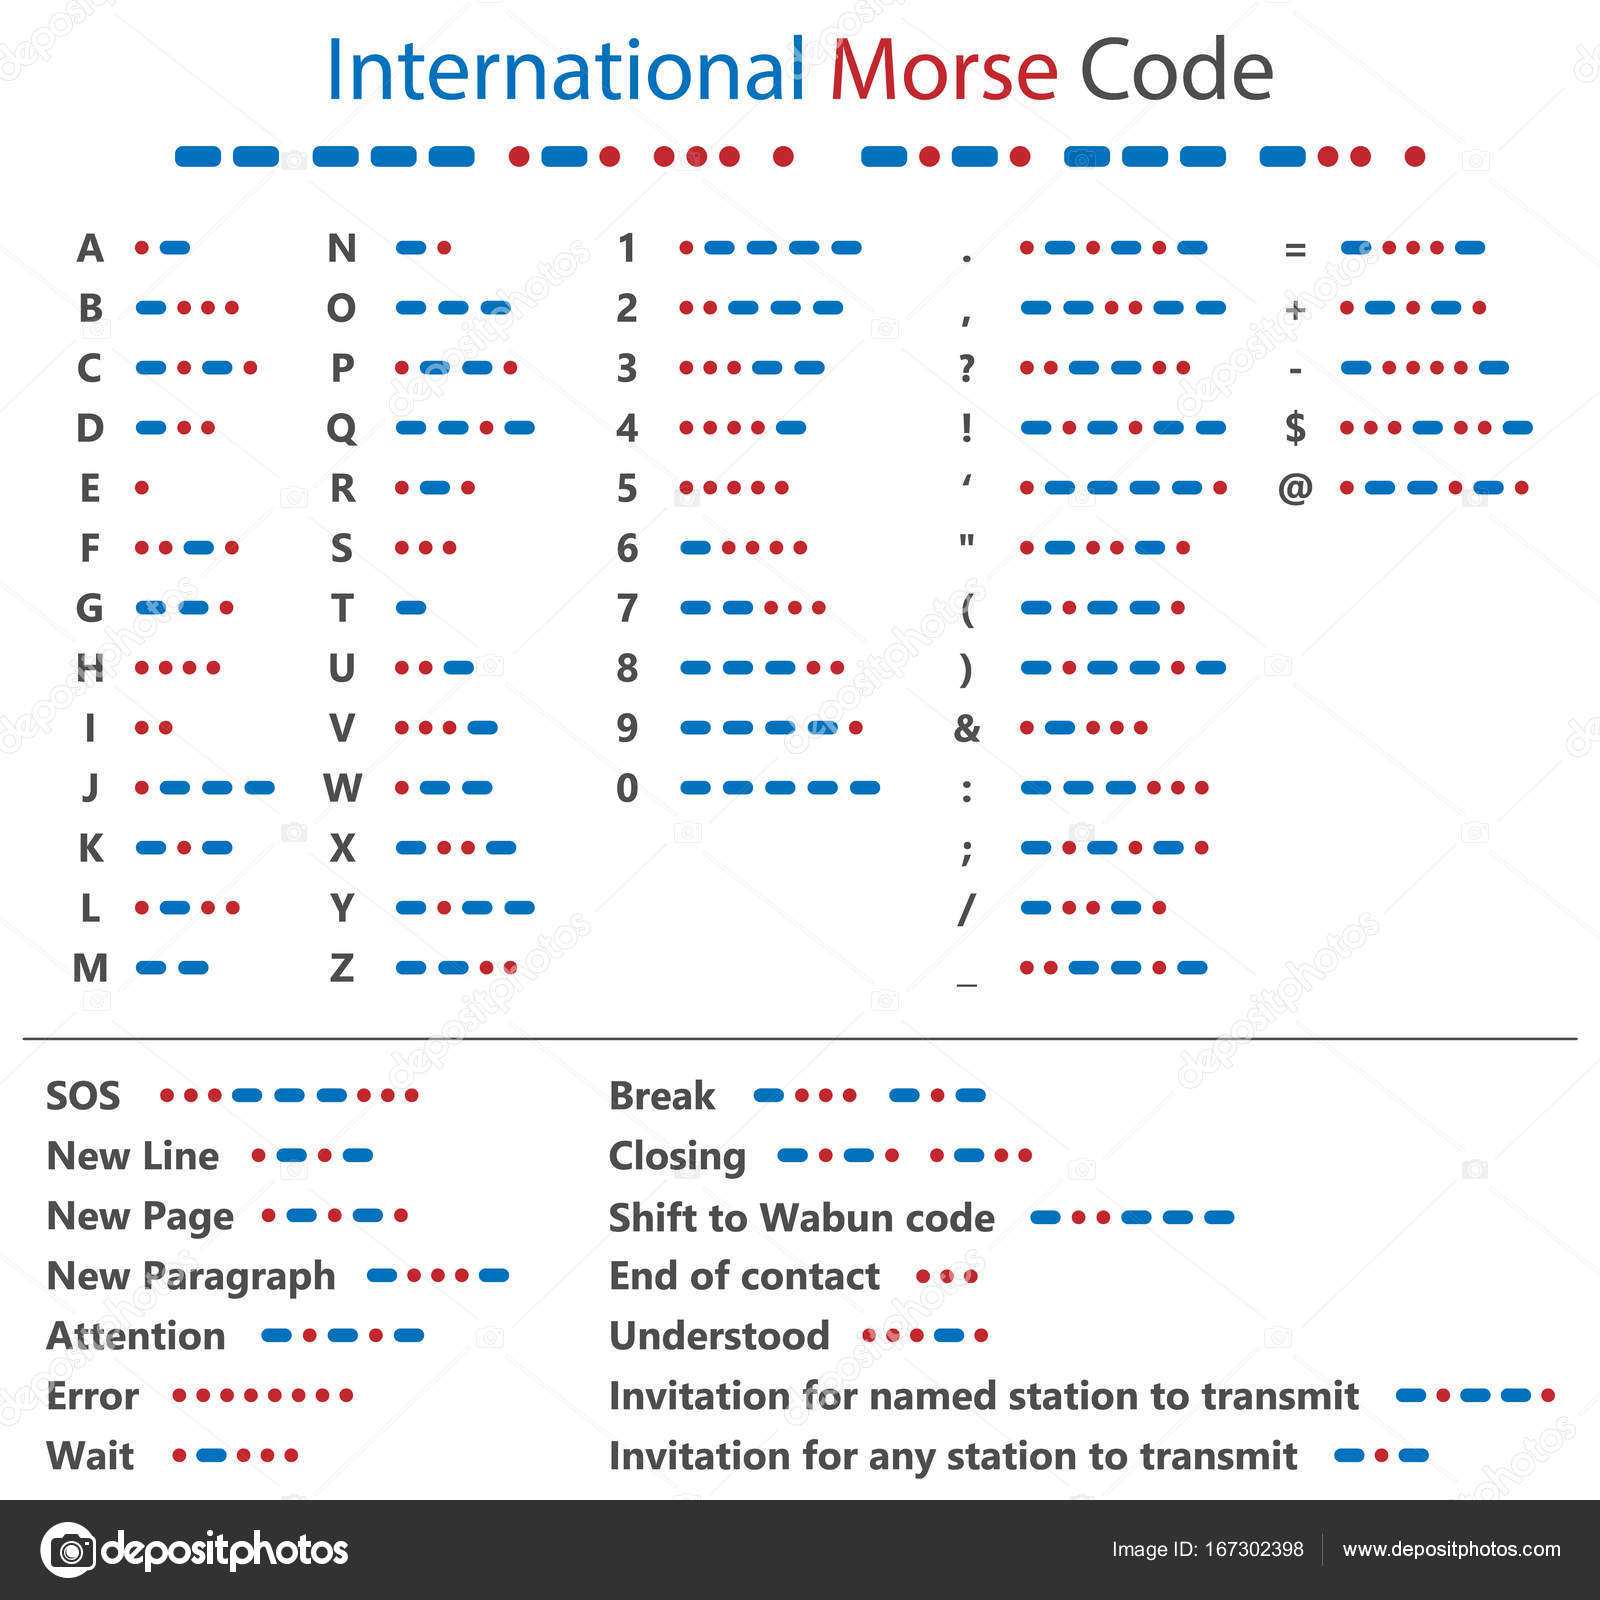 International Morse Code
−− −−− ·−· ··· · −·−· −−− −·· ·
A ·− N −· 1 ·−−−− . ·−·−·− = −···−
B −··· O −−− 2 ··−−− , −−··−− + ·−·−·
C −·−· P ·−−· 3 ···−− ? ··−−·· - −····−
D −·· Q −−·− 4 ····− ! −·−·−− $ ···−··−
E · R ·−· 5 ····· ‘ ·−−−−· @ ·−−·−·
F ··−· S ··· 6 −···· " ·−··−·
G −−· T − 7 −−··· ( −·−−·
H ···· U ··− 8 −−−·· ) −·−−·−
I ·· V ···− 9 −−−−· & ·−···
J ·−−− W ·−− 0 −−−−− : −−−···
K −·− X −··− ; −·−·−·
L ·−·· Y −·−− / −··−·
M −− Z −−·· _ ··−−·−
SOS ···−−−··· Break −··· −·−
New Line ·−·− Closing −·−· ·−··
New Page ·−·−· Shift to Wabun code −··−−−
New Paragraph −···− End of contact ···
Attention −·−·− Understood ···−·
Error ········ Invitation for named station to transmit −·−−·
Wait ·−··· Invitation for any station to transmit −·−
depositphotos Image ID: 167302398 www.depositphotos.com